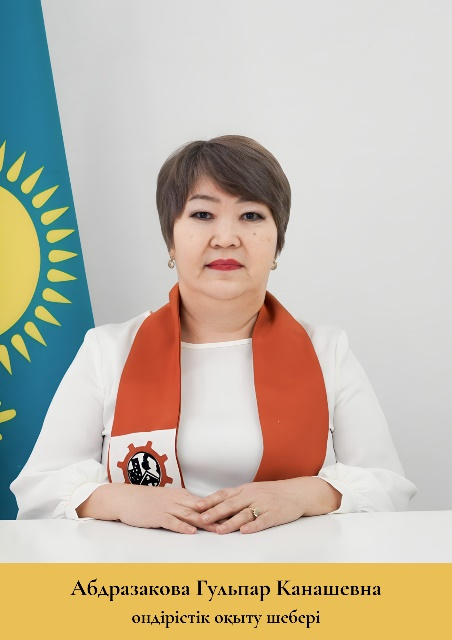 Абдразакова Гульпар Канашевна
өндірістік оқыту шебері